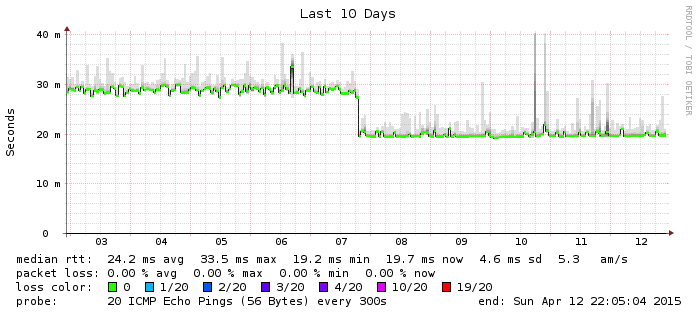 Last 10 Days
RRDTOOL / TOBI OETIKER
Seconds
40 m
30 m
20 m
10 m
0
03 04 05 06 07 08 09 10 11 12
median rtt: 24.2 ms avg 33.5 ms max 19.2 ms min 19.7 ms now 4.6 ms sd 5.3 am/s
packet loss: 0.00 % avg 0.00 % max 0.00 % min 0.00 % now
loss color: 0 1/20 2/20 3/20 4/20 10/20 19/20
probe: 20 ICMP Echo Pings (56 Bytes) every 300s end: Sun Apr 12 22:05:04 2015